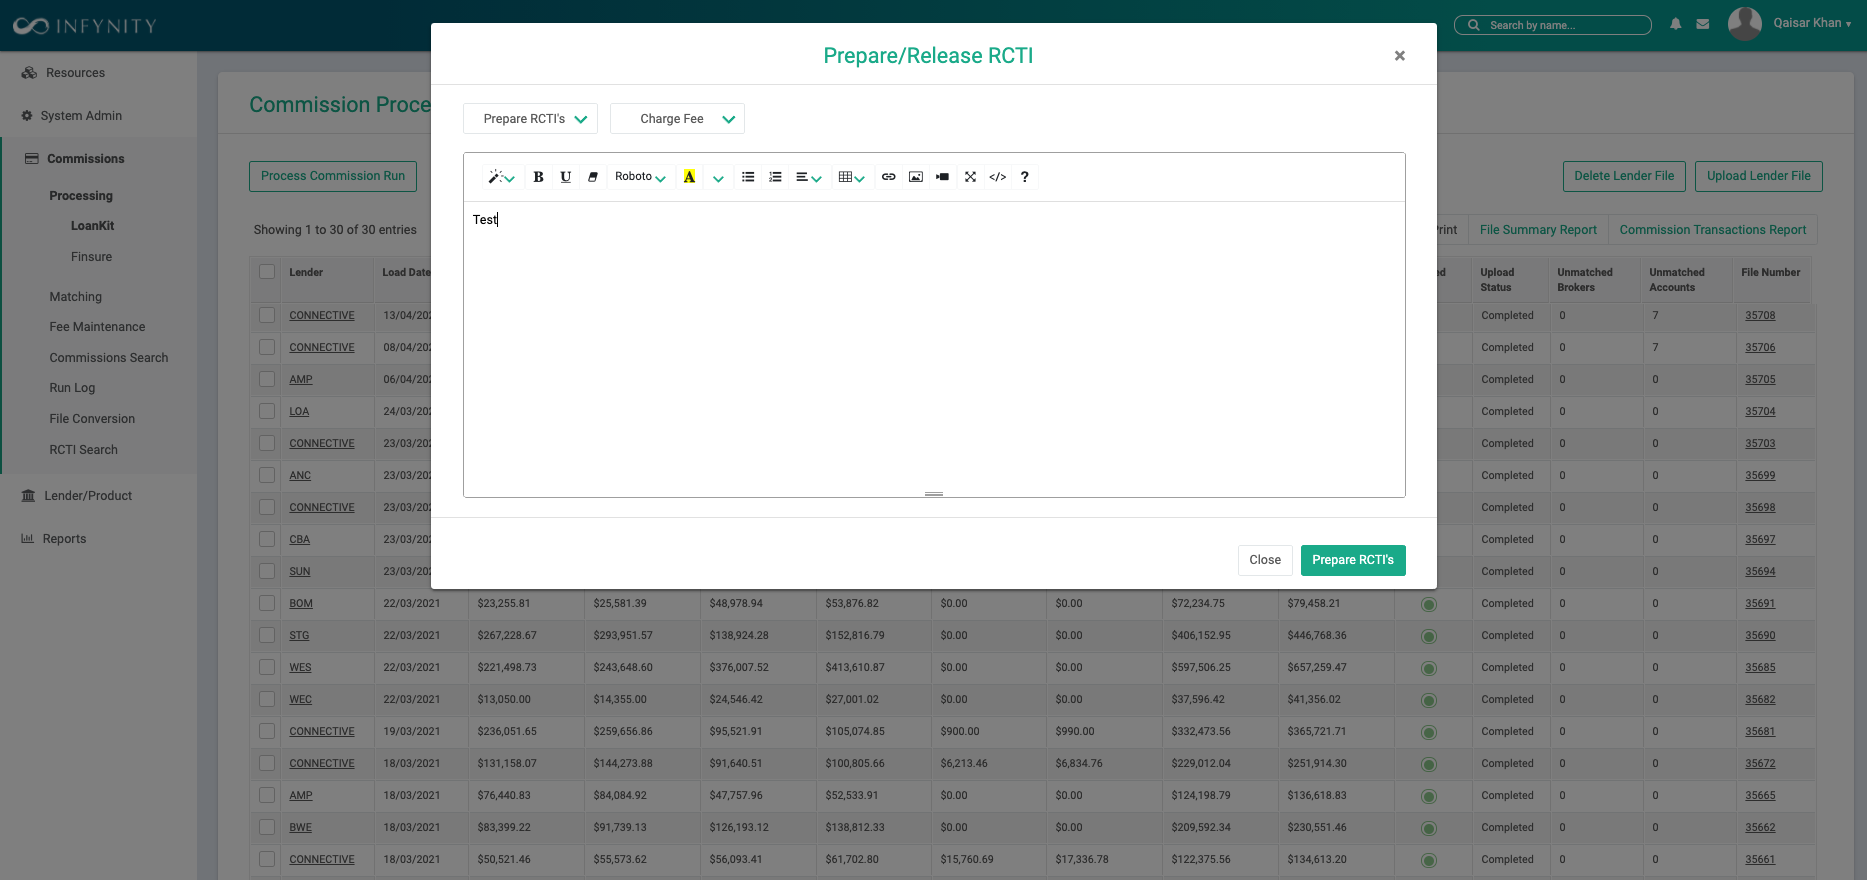 INFYNITY
Search by name...
Qaisar Khan
Resources
System Admin
Commissions
Processing
LoanKit
Finsure
Matching
Fee Maintenance
Commissions Search
Run Log
File Conversion
RCTI Search
Lender/Product
Reports
Prepare/Release RCTI
×
Prepare RCTI's
Charge Fee
B U Roboto A </> ?
Test
Close
Prepare RCTI's
Commission Proce
Process Commission Run
Delete Lender File
Upload Lender File
Showing 1 to 30 of 30 entries
File Summary Report
Commission Transactions Report
Lender Load Date Upload Status Unmatched Brokers Unmatched Accounts File Number
CONNECTIVE 13/04/20 Completed 0 7 35708
CONNECTIVE 08/04/20 Completed 0 7 35706
AMP 06/04/20 Completed 0 0 35705
LOA 24/03/20 Completed 0 0 35704
CONNECTIVE 23/03/20 Completed 0 0 35703
ANC 23/03/20 Completed 0 0 35699
CONNECTIVE 23/03/20 Completed 0 0 35698
CBA 23/03/20 Completed 0 0 35697
SUN 23/03/20 Completed 0 0 35694
BOM 22/03/2021 $23,255.81 $25,581.39 $48,978.94 $53,876.82 $0.00 $0.00 $72,234.75 $79,458.21 Completed 0 0 35691
STG 22/03/2021 $267,228.67 $293,951.57 $138,924.28 $152,816.79 $0.00 $0.00 $406,152.95 $446,768.36 Completed 0 0 35690
WES 22/03/2021 $221,498.73 $243,648.60 $376,007.52 $413,610.87 $0.00 $0.00 $597,506.25 $657,259.47 Completed 0 0 35685
WEC 22/03/2021 $13,050.00 $14,355.00 $24,546.42 $27,001.02 $0.00 $0.00 $37,596.42 $41,356.02 Completed 0 0 35682
CONNECTIVE 19/03/2021 $236,051.65 $259,656.86 $95,521.91 $105,074.85 $900.00 $990.00 $332,473.56 $365,721.71 Completed 0 0 35681
CONNECTIVE 18/03/2021 $131,158.07 $144,273.88 $91,640.51 $100,805.66 $6,213.46 $6,834.76 $229,012.04 $251,914.30 Completed 0 0 35672
AMP 18/03/2021 $76,440.83 $84,084.92 $47,757.96 $52,533.91 $0.00 $0.00 $124,198.79 $136,618.83 Completed 0 0 35665
BWE 18/03/2021 $83,399.22 $91,739.13 $126,193.12 $138,812.33 $0.00 $0.00 $209,592.34 $230,551.46 Completed 0 0 35662
CONNECTIVE 18/03/2021 $50,521.46 $55,573.62 $56,093.41 $61,702.80 $15,760.69 $17,336.78 $122,375.56 $134,613.20 Completed 0 0 35661